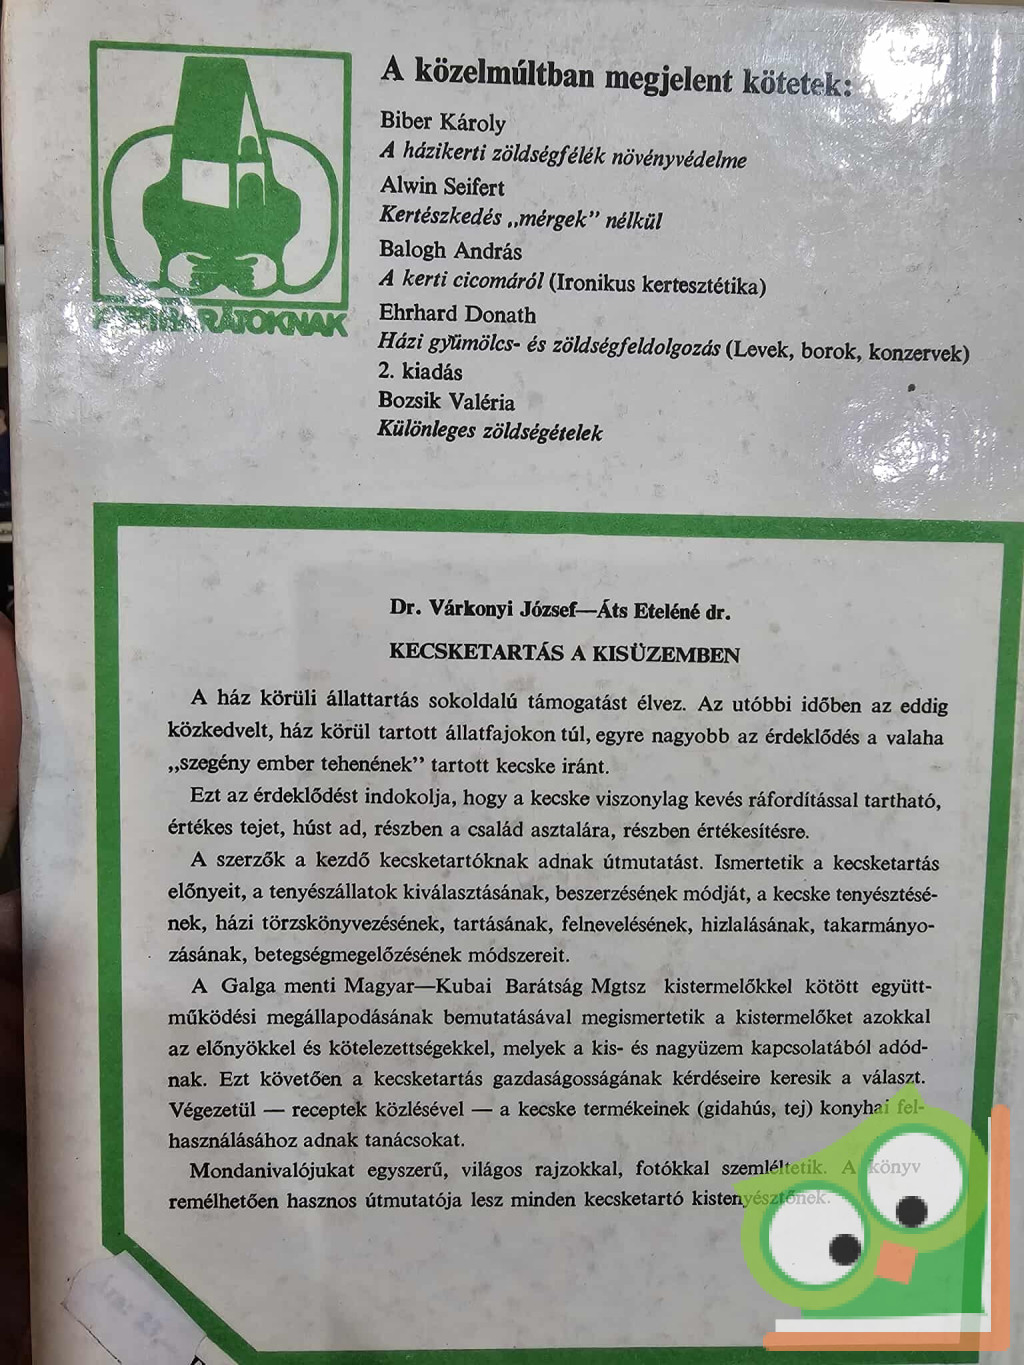 A közelmúltban megjelent kötetek:
Biber Károly
A házikerti zöldségfélék növényvédelme
Alwin Seifert
Kertészkedés „mérgek” nélkül
Balogh András
A kerti cicomáról (Ironikus kertesztétika)
Ehrhard Donath
Házi gyümölcs- és zöldségfeldolgozás (Levek, borok, konzervek)
2. kiadás
Bozsik Valéria
Különleges zöldségételek
Dr. Várkonyi József—Áts Eteléné dr.
KECSKETARTÁS A KISÜZEMBEN
A ház körüli állattartás sokoldalú támogatást élvez. Az utóbbi időben az eddig
közkedvelt, ház körül tartott állatfajokon túl, egyre nagyobb az érdeklődés a valaha
„szegény ember tehenének” tartott kecske iránt.
Ezt az érdeklődést indokolja, hogy a kecske viszonylag kevés ráfordítással tartható,
értékes tejet, húst ad, részben a család asztalára, részben értékesítésre.
A szerzők a kezdő kecsketartóknak adnak útmutatást. Ismertetik a kecsketartás
előnyeit, a tenyészállatok kiválasztásának, beszerzésének módját, a kecske tenyésztésé-
nek, házi törzskönyvezésének, tartásának, felnevelésének, hizlalásának, takarmányo-
zásának, betegségmegelőzésének módszereit.
A Galga menti Magyar—Kubai Barátság Mgtsz kistermelőkkel kötött együtt-
működési megállapodásának bemutatásával megismertetik a kistermelőket azokkal
az előnyökkel és kötelezettségekkel, melyek a kis- és nagyüzem kapcsolatából adód-
nak. Ezt követően a kecsketartás gazdaságosságának kérdéseire keresik a választ.
Végezetül — receptek közlésével — a kecske termékeinek (gidahús, tej) konyhai fel-
használásához adnak tanácsokat.
Mondanivalójukat egyszerű, világos rajzokkal, fotókkal szemléltetik. A könyv
remélhetően hasznos útmutatója lesz minden kecsketartó kistenyésztőnek.